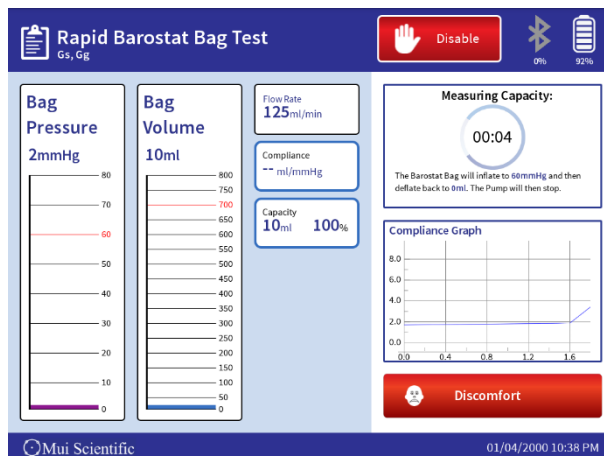 Rapid Barostat Bag Test
Gs, Gg
Disable
0%
92%
Bag
Pressure
2mmHg
80
70
60
50
40
30
20
10
0
Bag
Volume
10ml
800
750
700
650
600
550
500
450
400
350
300
250
200
150
100
50
0
Flow Rate
125ml/min
Compliance
-- ml/mmHg
Capacity
10ml 100%
Measuring Capacity:
00:04
The Barostat Bag will inflate to 60mmHg and then
deflate back to 0ml. The Pump will then stop.
Compliance Graph
8.0
6.0
4.0
2.0
0.0
0.0 0.4 0.8 1.2 1.6
Discomfort
Mui Scientific
01/04/2000 10:38 PM